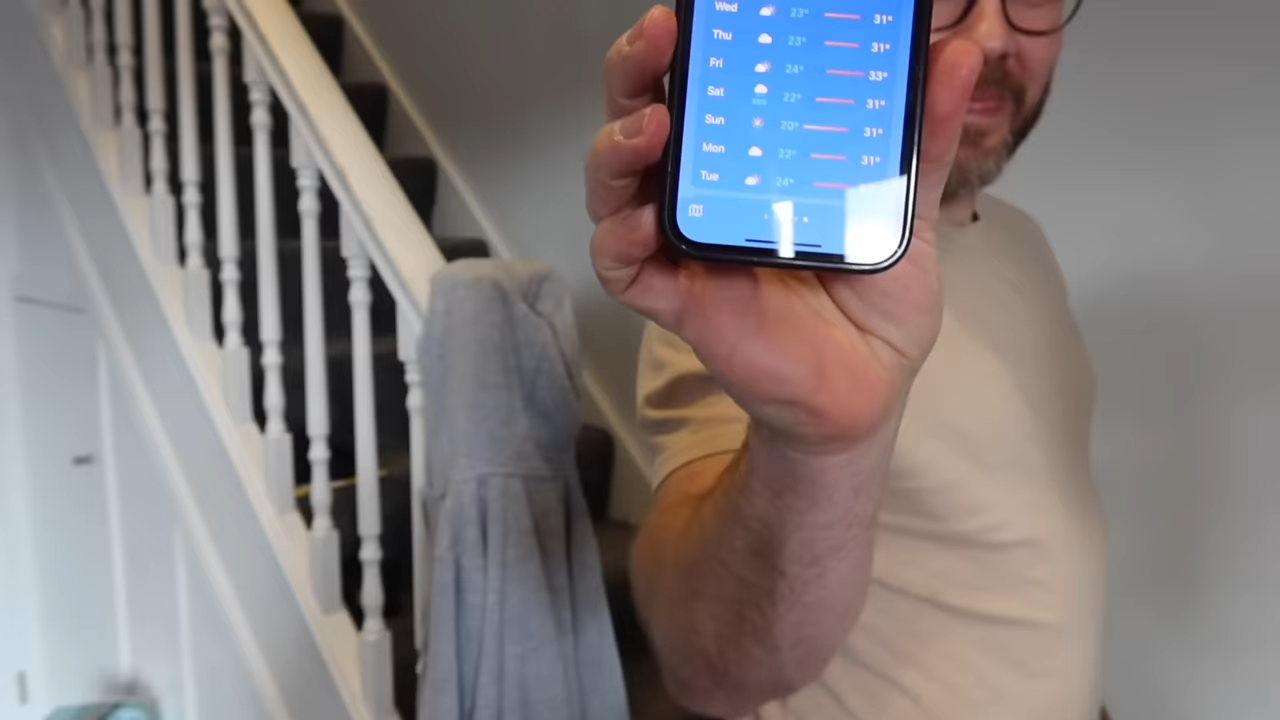 Wed 23° 31°
Thu 23° 31°
Fri 24° 33°
Sat 22° 31°
Sun 20° 31°
Mon 22° 31°
Tue 24°